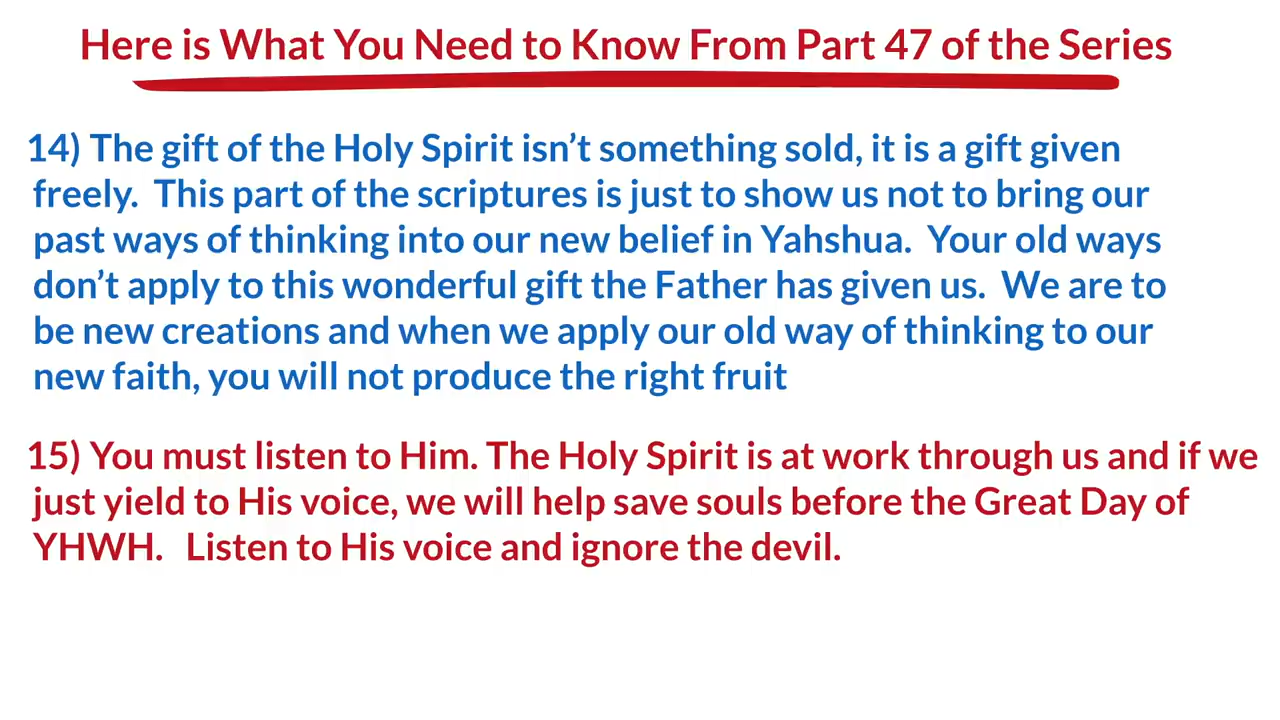 Here is What You Need to Know From Part 47 of the Series
14) The gift of the Holy Spirit isn’t something sold, it is a gift given
freely.  This part of the scriptures is just to show us not to bring our
past ways of thinking into our new belief in Yahshua.  Your old ways
don’t apply to this wonderful gift the Father has given us.  We are to
be new creations and when we apply our old way of thinking to our
new faith, you will not produce the right fruit
15) You must listen to Him. The Holy Spirit is at work through us and if we
just yield to His voice, we will help save souls before the Great Day of
YHWH.   Listen to His voice and ignore the devil.